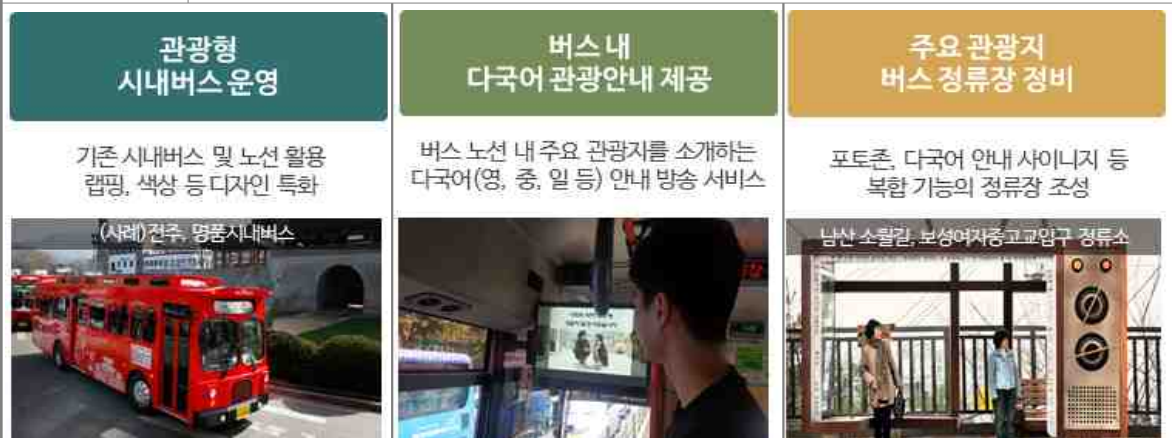 관광형
시내버스 운영
기존 시내버스 및 노선 활용
랩핑, 색상 등 디자인 특화
(사례)전주, 명품시내버스
버스 내
다국어 관광안내 제공
버스 노선 내 주요 관광지를 소개하는
다국어(영, 중, 일 등) 안내 방송 서비스
주요 관광지
버스 정류장 정비
포토존, 다국어 안내 사이니지 등
복합 기능의 정류장 조성
남산 소월길, 보성여자중고교입구 정류소